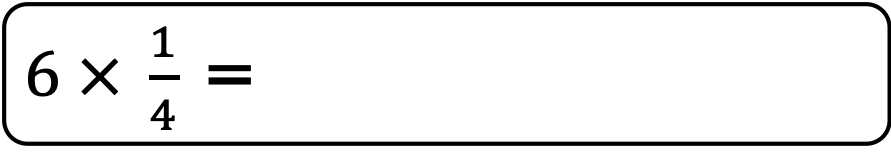 6 × 1/4 =